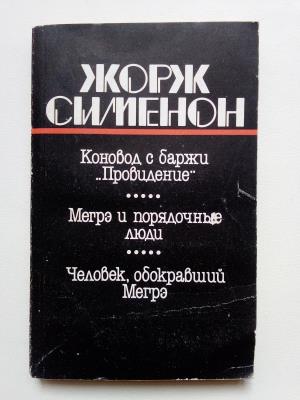 ЖОРЖ
СИМЕНОН
Коновод с баржи
„Провидение“
Мегрэ и порядочные
люди
Человек, обокравший
Мегрэ